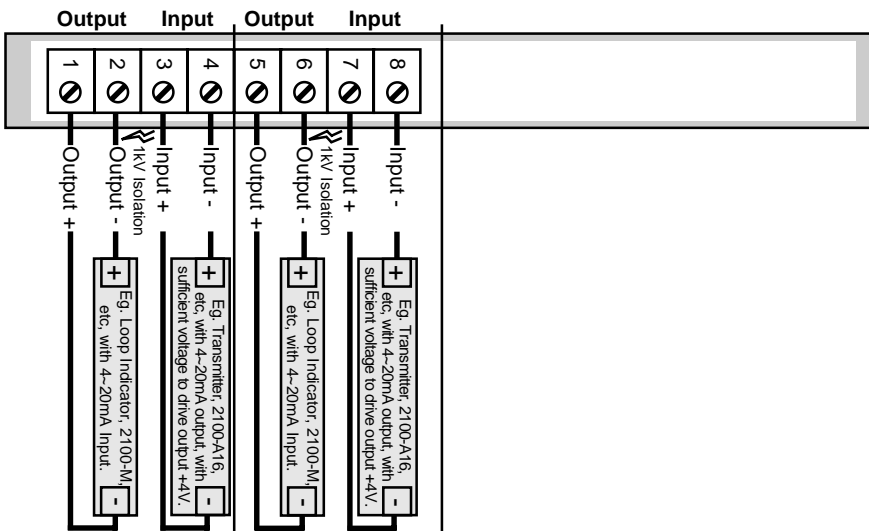 Output Input Output Input
1 2 3 4 5 6 7 8
Output +
Output -
1kV Isolation
Input +
Input -
Output +
Output -
1kV Isolation
Input +
Input -
+
Eg. Loop Indicator, 2100-M,
etc, with 4~20mA Input.
-
+
Eg. Transmitter, 2100-A16,
etc, with 4~20mA output, with
sufficient voltage to drive output +4V.
-
+
Eg. Loop Indicator, 2100-M,
etc, with 4~20mA Input.
-
+
Eg. Transmitter, 2100-A16,
etc, with 4~20mA output, with
sufficient voltage to drive output +4V.
-